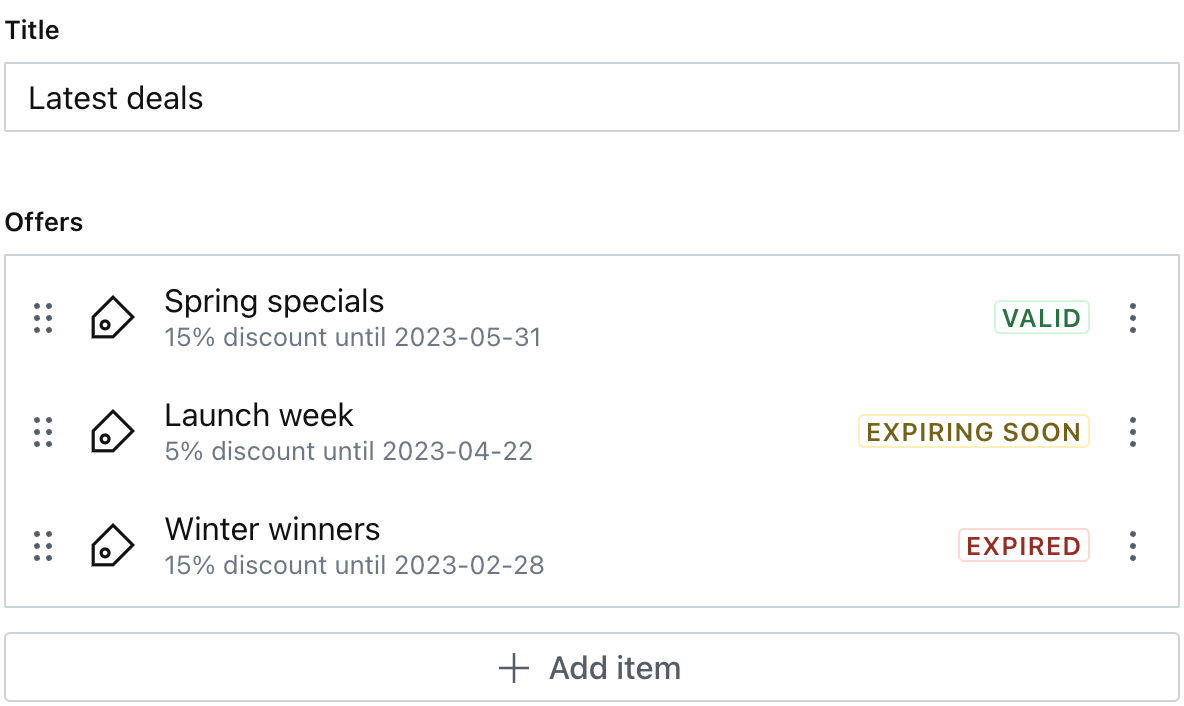 Title
Latest deals
Offers
Spring specials
15% discount until 2023-05-31
VALID
Launch week
5% discount until 2023-04-22
EXPIRING SOON
Winter winners
15% discount until 2023-02-28
EXPIRED
Add item